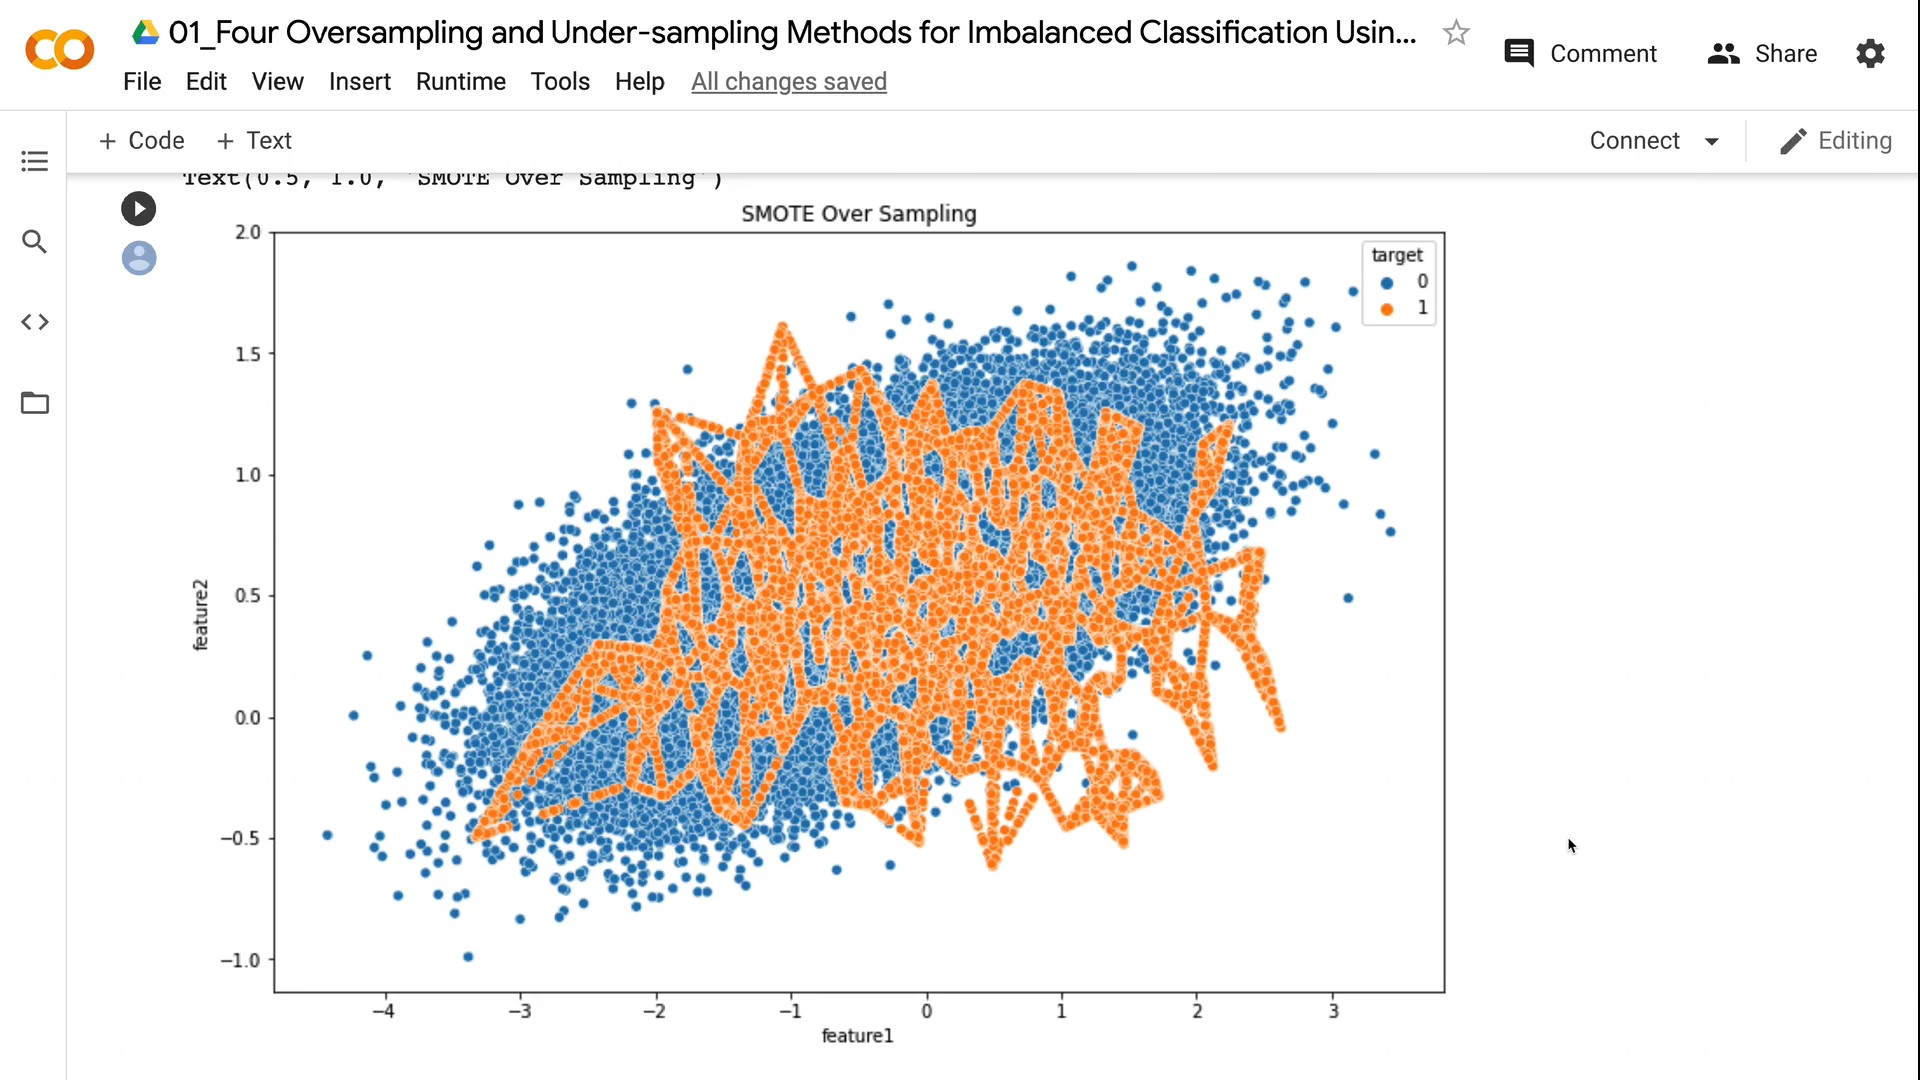 01_Four Oversampling and Under-sampling Methods for Imbalanced Classification Usin...
File Edit View Insert Runtime Tools Help All changes saved
Comment Share
+ Code + Text
Connect Editing
Text(0.5, 1.0, 'SMOTE Over Sampling')
SMOTE Over Sampling
target
0
1
2.0
1.5
1.0
0.5
0.0
−0.5
−1.0
feature2
−4 −3 −2 −1 0 1 2 3
feature1